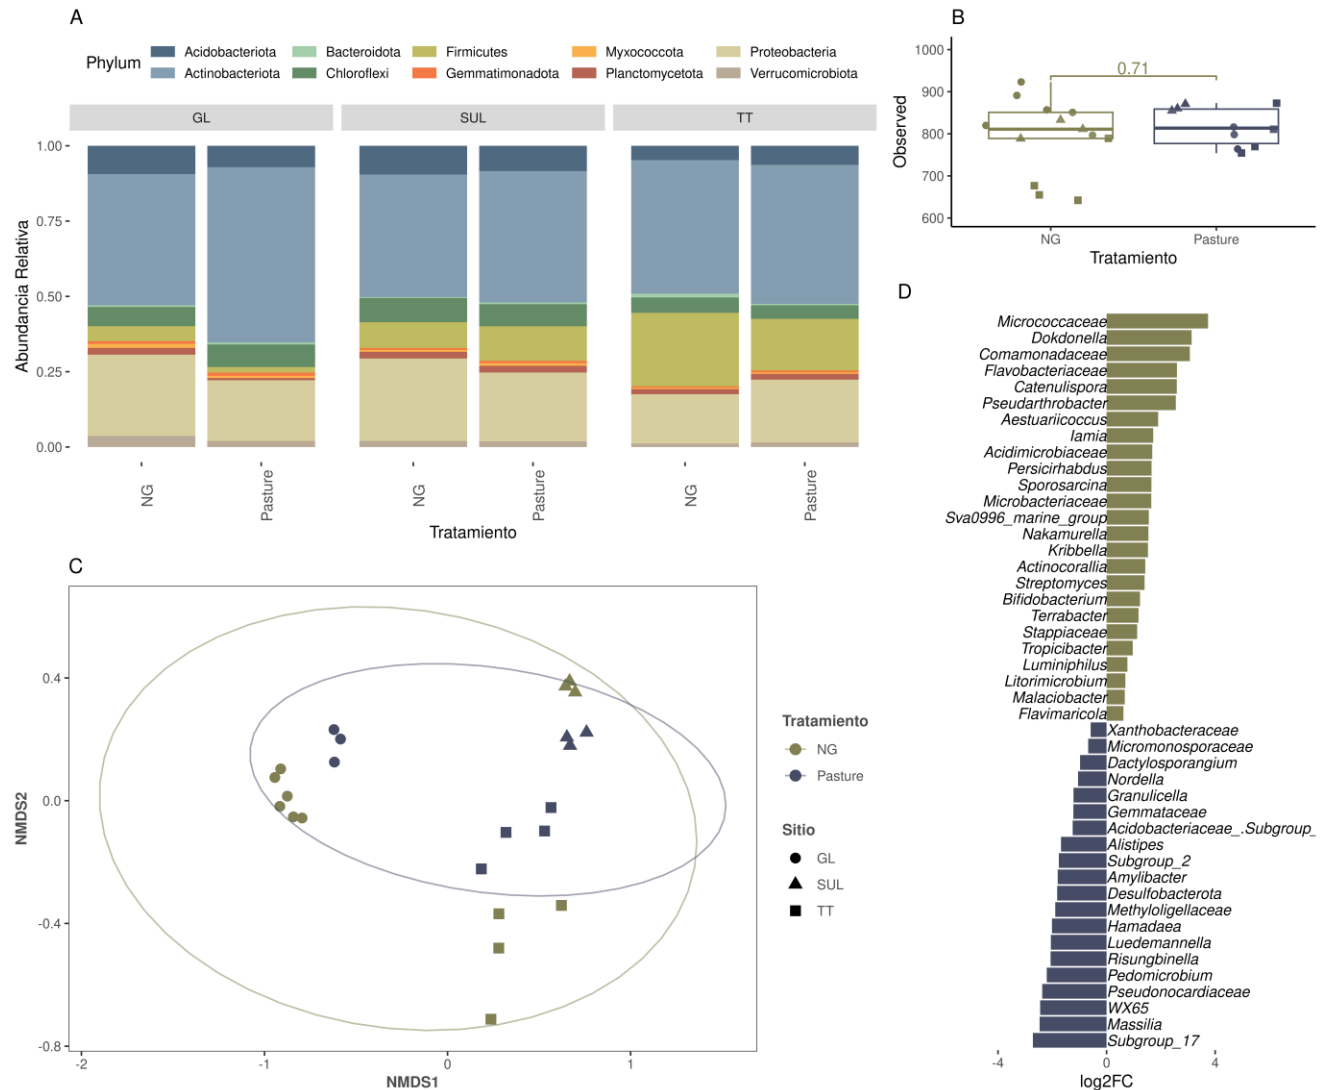 A
Phylum
Acidobacteriota
Bacteroidota
Firmicutes
Myxococcota
Proteobacteria
Actinobacteriota
Chloroflexi
Gemmatimonadota
Planctomycetota
Verrucomicrobiota
GL
SUL
TT
Abundancia Relativa
1.00
0.75
0.50
0.25
0.00
NG
Pasture
NG
Pasture
NG
Pasture
Tratamiento
B
Observed
1000
900
800
700
600
0.71
NG
Pasture
Tratamiento
C
NMDS2
0.4
0.0
-0.4
-0.8
-2
-1
0
1
NMDS1
Tratamiento
NG
Pasture
Sitio
GL
SUL
TT
D
Micrococcaceae
Dokdonella
Comamonadaceae
Flavobacteriaceae
Catenulispora
Pseudarthrobacter
Aestuariicoccus
Iamia
Acidimicrobiaceae
Persicirhabdus
Sporosarcina
Microbacteriaceae
Sva0996_marine_group
Nakamurella
Kribbella
Actinocorallia
Streptomyces
Bifidobacterium
Terrabacter
Stappiaceae
Tropicibacter
Luminiphilus
Litorimicrobium
Malaciobacter
Flavimaricola
Xanthobacteraceae
Micromonosporaceae
Dactylosporangium
Nordella
Granulicella
Gemmataceae
Acidobacteriaceae_.Subgroup_
Alistipes
Subgroup_2
Amylibacter
Desulfobacterota
Methyloligellaceae
Hamadaea
Luedemannella
Risungbinella
Pedomicrobium
Pseudonocardiaceae
WX65
Massilia
Subgroup_17
-4
0
4
log2FC